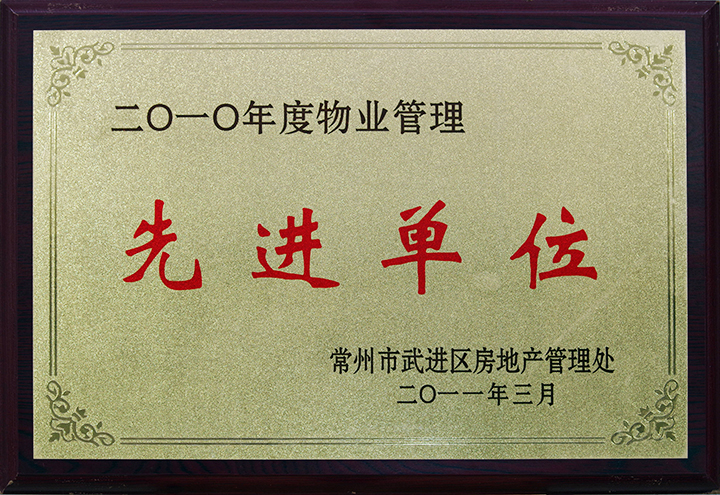 二〇一〇年度物业管理
先进单位
常州市武进区房地产管理处
二〇一一年三月